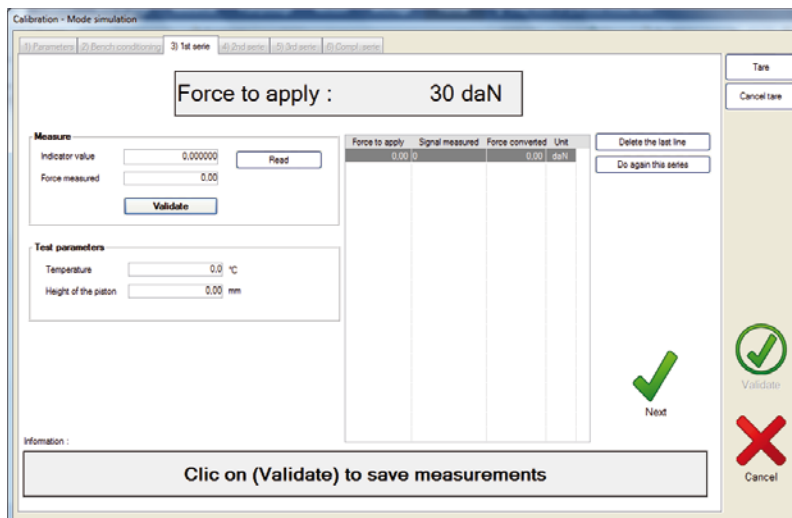 Calibration - Mode simulation
1) Parameters 2) Bench conditioning 3) 1st serie 4) 2nd serie 5) 3rd serie 6) Compl. serie
Tare
Cancel tare
Force to apply : 30 daN
Measure
Indicator value 0.000000 Read
Force measured 0.00
Validate
Test parameters
Temperature 0.0 °C
Height of the piston 0.00 mm
Force to apply Signal measured Force converted Unit
0.00 0 0.00 daN
Delete the last line
Do again this series
Next
Validate
Cancel
Information :
Clic on (Validate) to save measurements